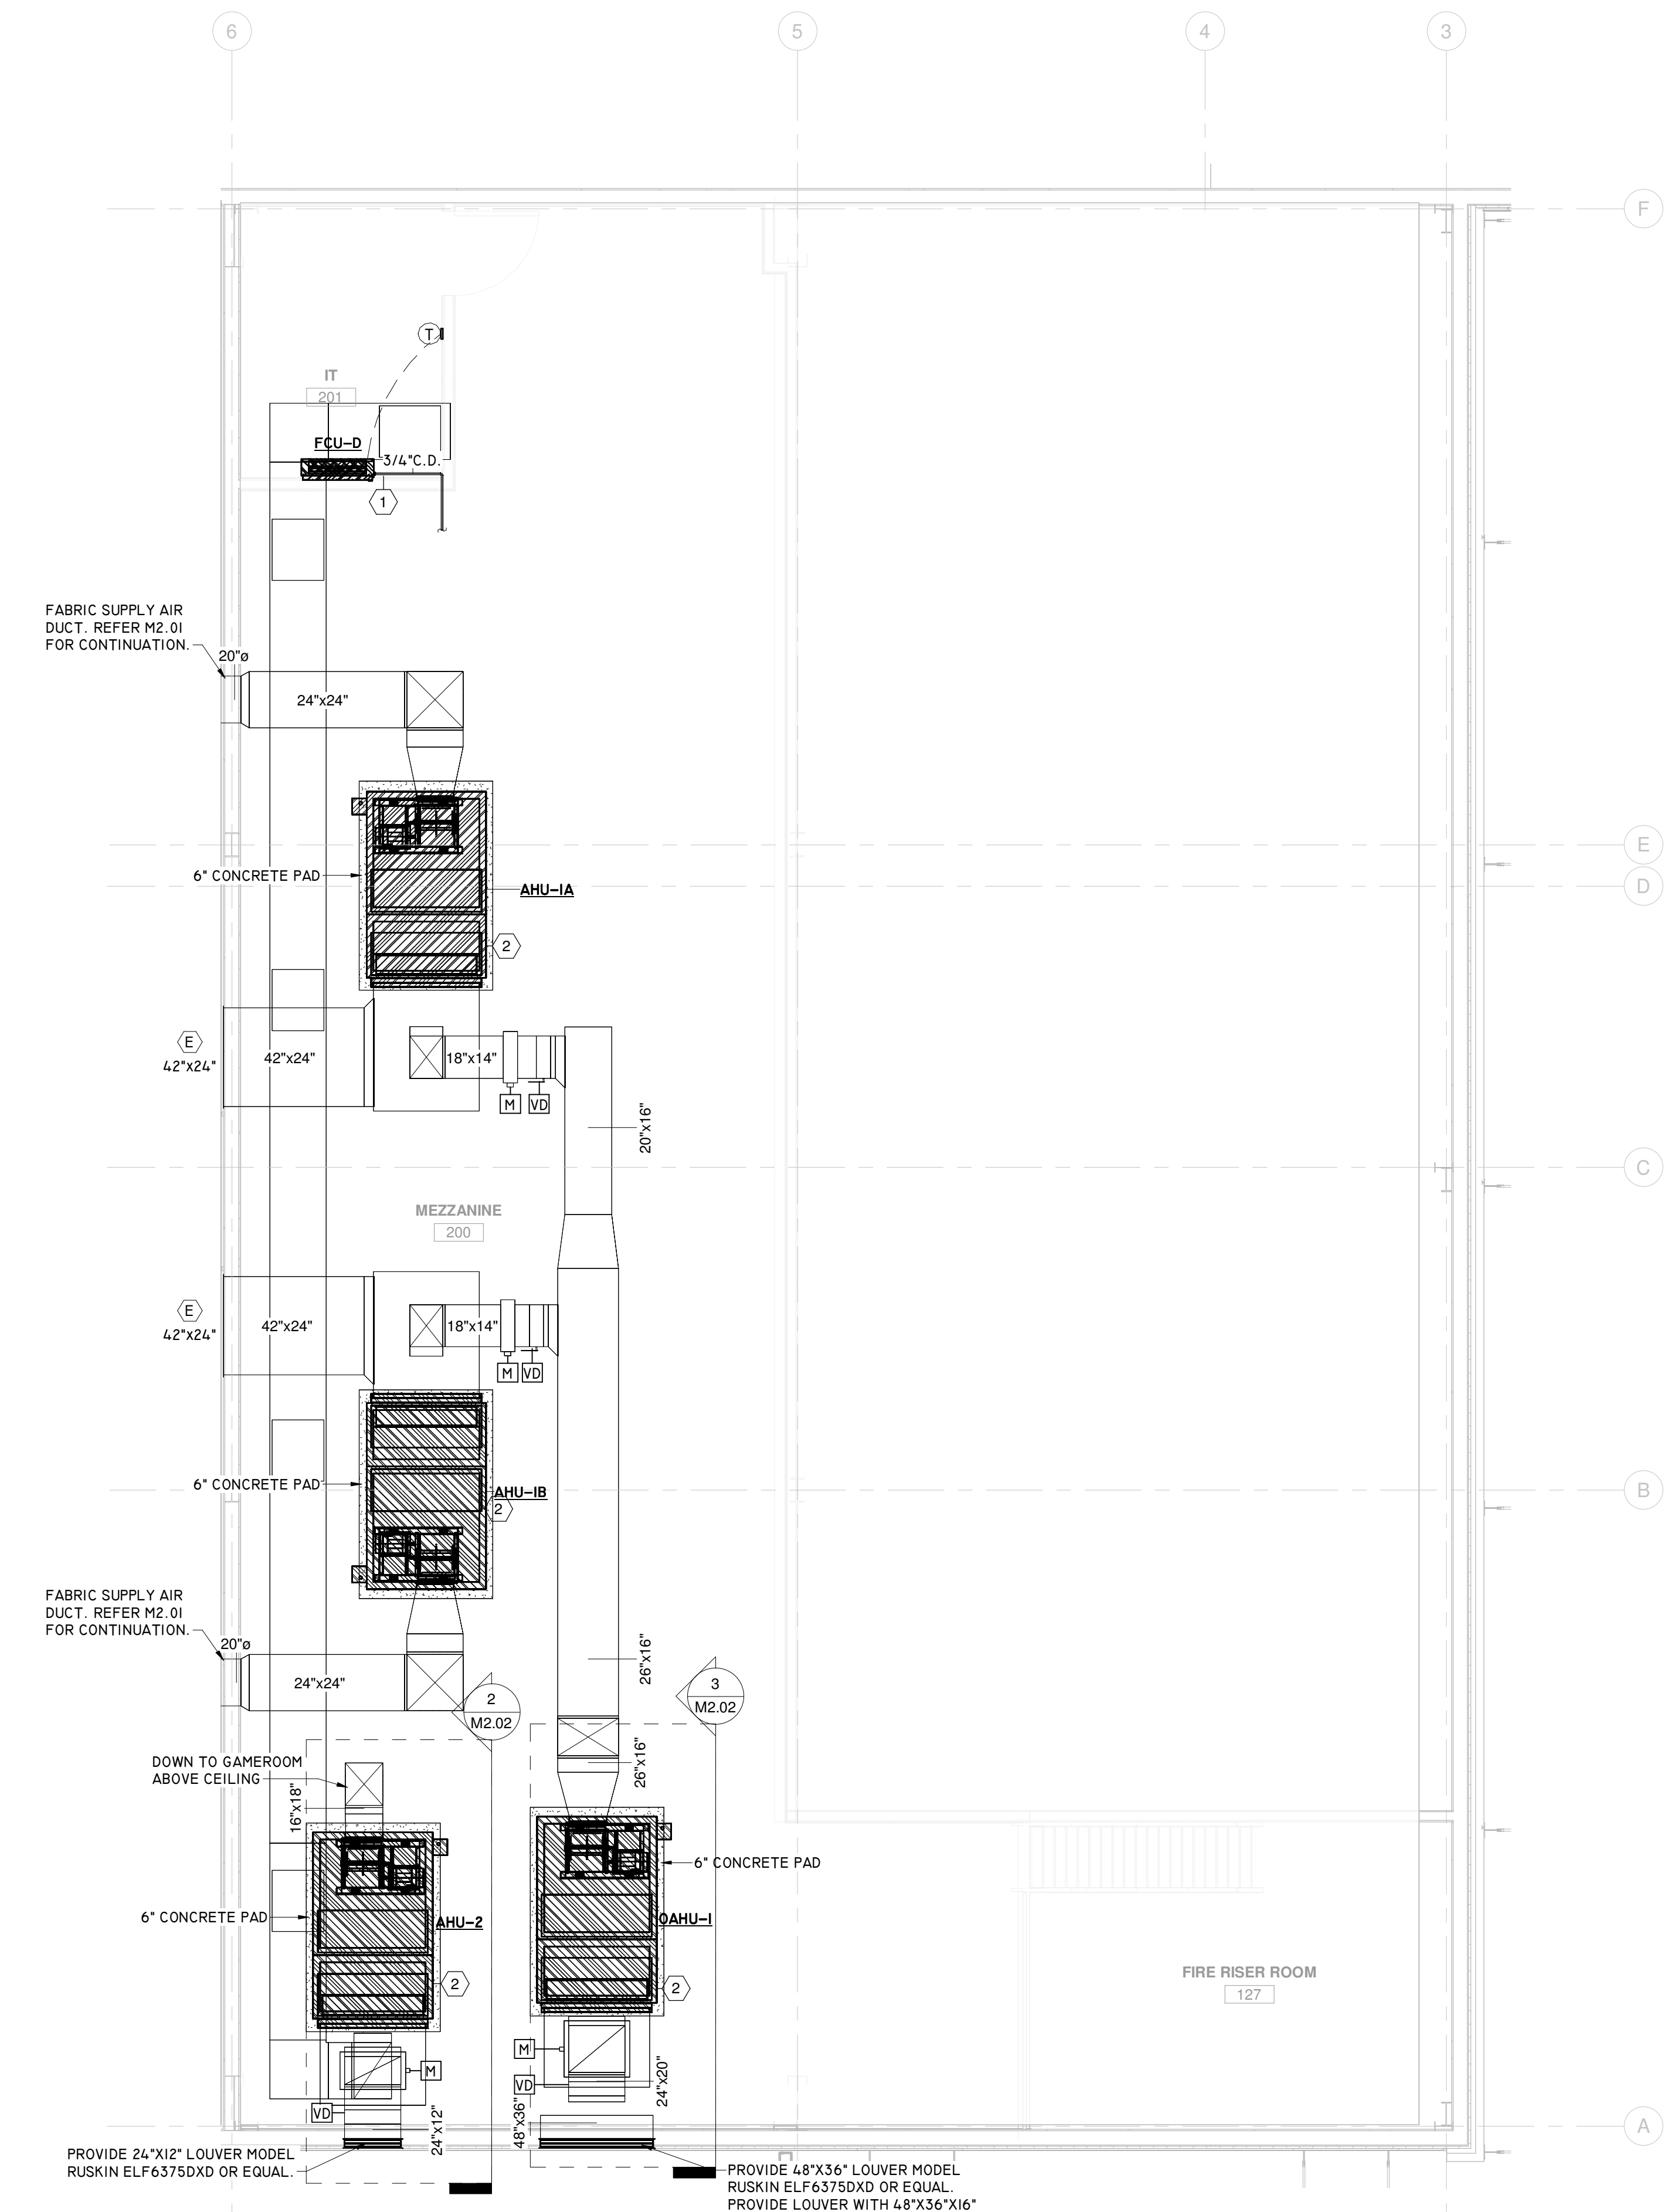 6
5
4
3
F
T
IT
201
FCU-D
3/4"C.D.
1
FABRIC SUPPLY AIR
DUCT. REFER M2.01
FOR CONTINUATION.
20"ø
24"x24"
E
6" CONCRETE PAD
AHU-1A
D
2
E
42"x24"
42"x24"
18"x14"
M
VD
20"x16"
C
MEZZANINE
200
E
42"x24"
42"x24"
18"x14"
M
VD
6" CONCRETE PAD
AHU-1B
2
B
FABRIC SUPPLY AIR
DUCT. REFER M2.01
FOR CONTINUATION.
20"ø
24"x24"
26"x16"
2
M2.02
3
M2.02
DOWN TO GAMEROOM
ABOVE CEILING
16"x18"
26"x16"
6" CONCRETE PAD
6" CONCRETE PAD
AHU-2
OAHU-1
2
2
FIRE RISER ROOM
127
M
M
VD
VD
24"x20"
24"x12"
48"x36"
A
PROVIDE 24"X12" LOUVER MODEL
RUSKIN ELF6375DXD OR EQUAL.
PROVIDE 48"X36" LOUVER MODEL
RUSKIN ELF6375DXD OR EQUAL.
PROVIDE LOUVER WITH 48"X36"X16"